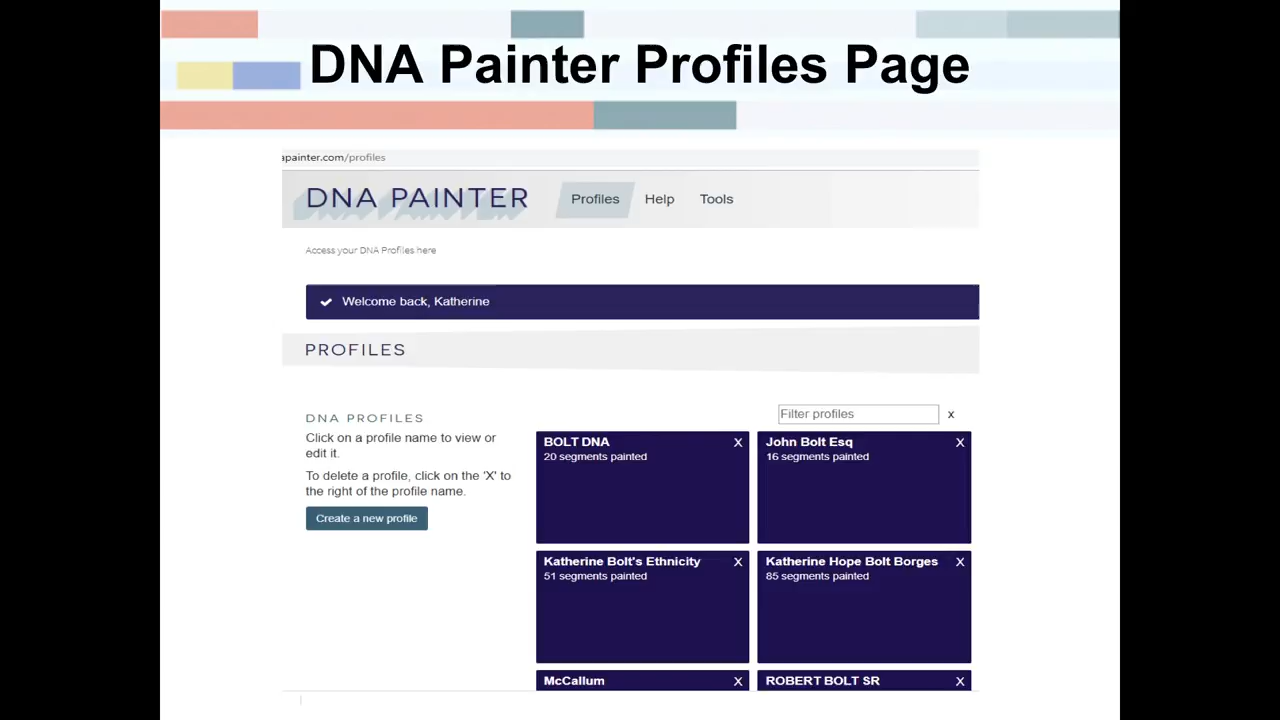 DNA Painter Profiles Page
apainter.com/profiles
DNA PAINTER
Profiles
Help
Tools
Access your DNA Profiles here
Welcome back, Katherine
PROFILES
DNA PROFILES
Click on a profile name to view or
edit it.
To delete a profile, click on the 'X' to
the right of the profile name.
Create a new profile
Filter profiles
x
BOLT DNA X
20 segments painted
John Bolt Esq X
16 segments painted
Katherine Bolt's Ethnicity X
51 segments painted
Katherine Hope Bolt Borges X
85 segments painted
McCallum X
ROBERT BOLT SR X